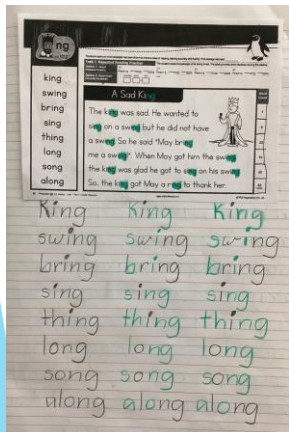 ng
king
swing
bring
sing
thing
long
song
along
A Sad King
The king was sad. He wanted to
sing on a swing but he did not have
a swing. So he said "May bring
me a swing". When May got him the swing
the king was glad he got to sing on his swing.
So, the king got May a ring to thank her.
King King King
swing swing swing
bring bring bring
sing sing sing
thing thing thing
long long long
song song song
along along along